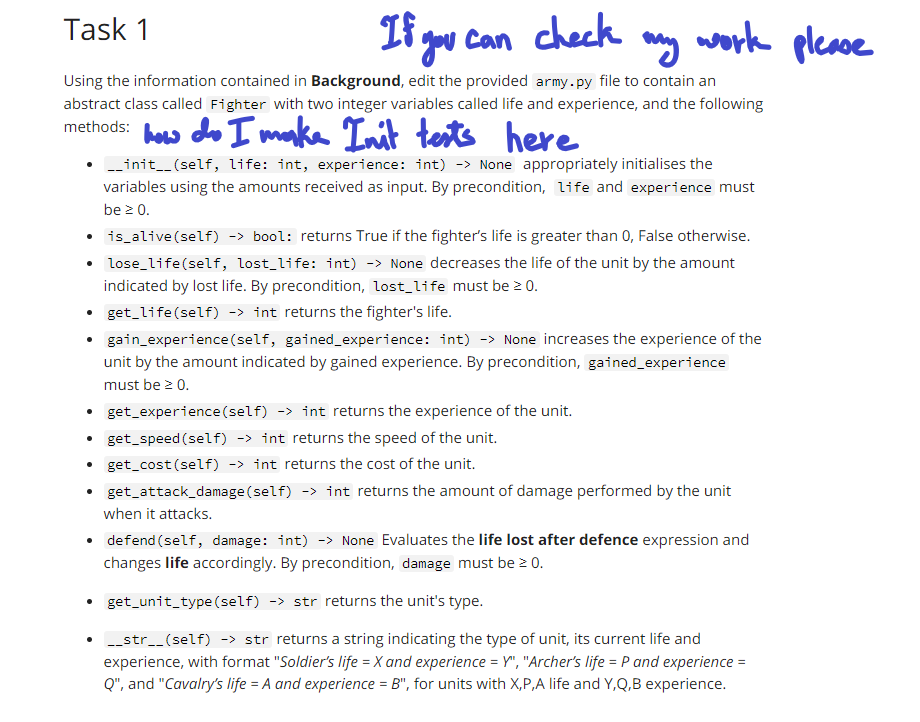 Task 1
If you can check my work please
Using the information contained in Background, edit the provided army.py file to contain an
abstract class called Fighter with two integer variables called life and experience, and the following
methods:
how do I make Init tests here
• __init__(self, life: int, experience: int) -> None appropriately initialises the
variables using the amounts received as input. By precondition, life and experience must
be ≥ 0.
• is_alive(self) -> bool: returns True if the fighter’s life is greater than 0, False otherwise.
• lose_life(self, lost_life: int) -> None decreases the life of the unit by the amount
indicated by lost life. By precondition, lost_life must be ≥ 0.
• get_life(self) -> int returns the fighter's life.
• gain_experience(self, gained_experience: int) -> None increases the experience of the
unit by the amount indicated by gained experience. By precondition, gained_experience
must be ≥ 0.
• get_experience(self) -> int returns the experience of the unit.
• get_speed(self) -> int returns the speed of the unit.
• get_cost(self) -> int returns the cost of the unit.
• get_attack_damage(self) -> int returns the amount of damage performed by the unit
when it attacks.
• defend(self, damage: int) -> None Evaluates the life lost after defence expression and
changes life accordingly. By precondition, damage must be ≥ 0.
• get_unit_type(self) -> str returns the unit's type.
• __str__(self) -> str returns a string indicating the type of unit, its current life and
experience, with format "Soldier’s life = X and experience = Y", "Archer’s life = P and experience =
Q", and "Cavalry’s life = A and experience = B", for units with X,P,A life and Y,Q,B experience.